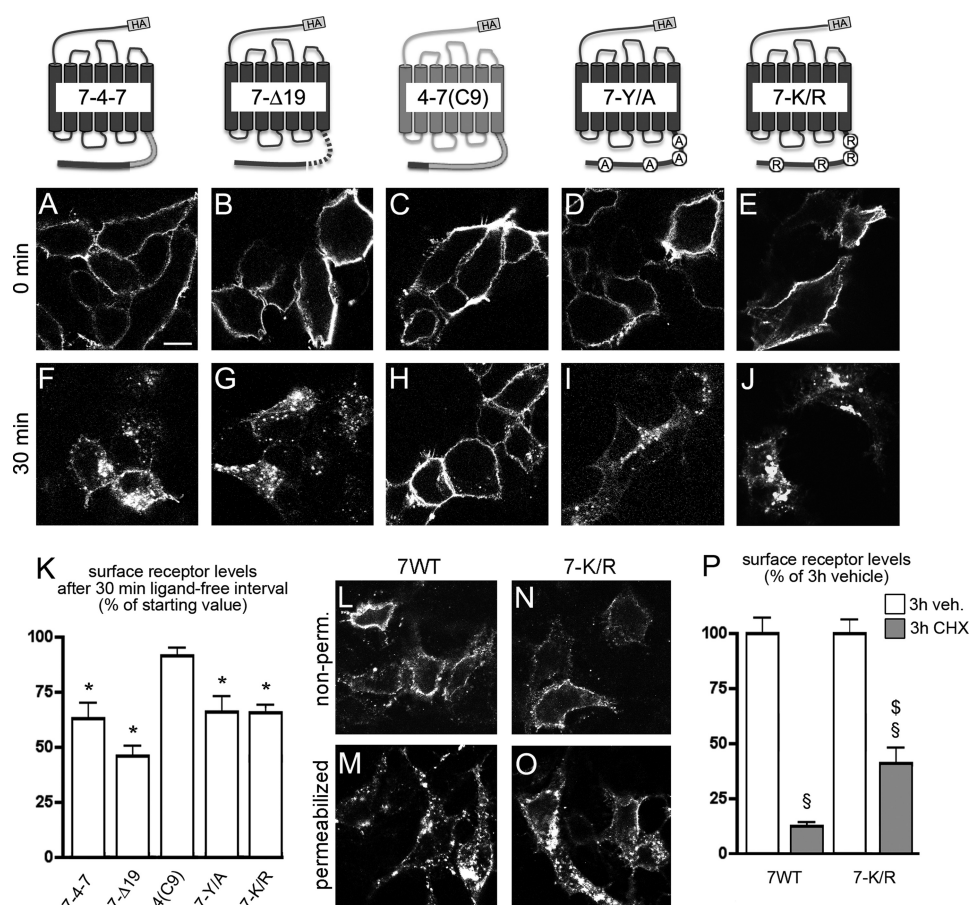 HA HA HA HA HA
7-4-7 7-Δ19 4-7(C9) 7-Y/A 7-K/R
A A A A
R R R R
0 min
A B C D E
30 min
F G H I J
K surface receptor levels
after 30 min ligand-free interval
(% of starting value)
100
75
50
25
0
* * * *
7-4-7 7-Δ19 4(C9) 7-Y/A 7-K/R
7WT 7-K/R
non-perm.
L N
permeabilized
M O
P surface receptor levels
(% of 3h vehicle)
3h veh.
3h CHX
100
75
50
25
0
§
$
§
7WT 7-K/R